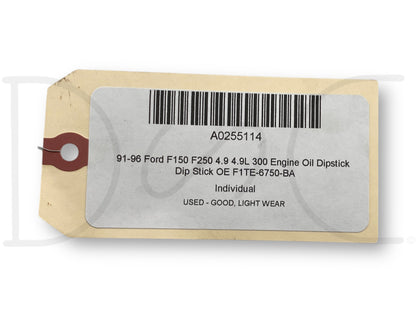 A0255114
91-96 Ford F150 F250 4.9 4.9L 300 Engine Oil Dipstick
Dip Stick OE F1TE-6750-BA
Individual
USED - GOOD, LIGHT WEAR